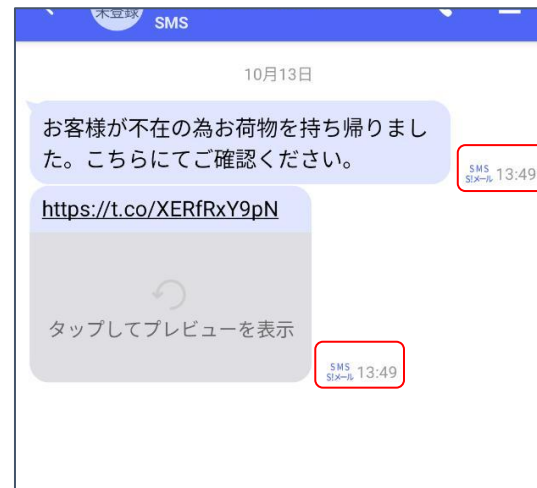 未登録
SMS
10月13日
お客様が不在の為お荷物を持ち帰りまし
た。こちらにてご確認ください。
SMS
S!メール 13:49
https://t.co/XERfRxY9pN
タップしてプレビューを表示
SMS
S!メール 13:49